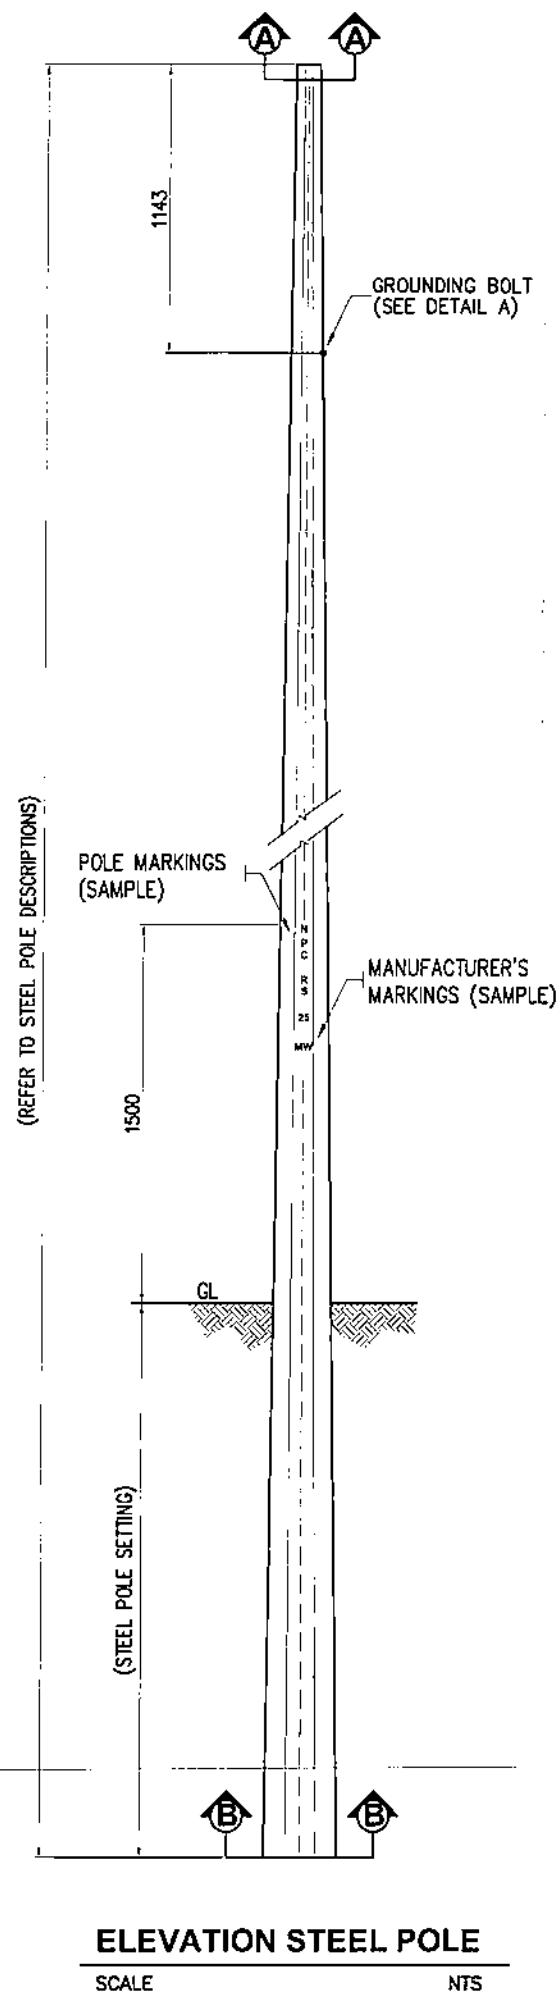 A A
1143
GROUNDING BOLT
(SEE DETAIL A)
(REFER TO STEEL POLE DESCRIPTIONS)
POLE MARKINGS
(SAMPLE)
N
P
C
R
S
25
MW
MANUFACTURER'S
MARKINGS (SAMPLE)
1500
GL
(STEEL POLE SETTING)
B B
ELEVATION STEEL POLE
SCALE NTS